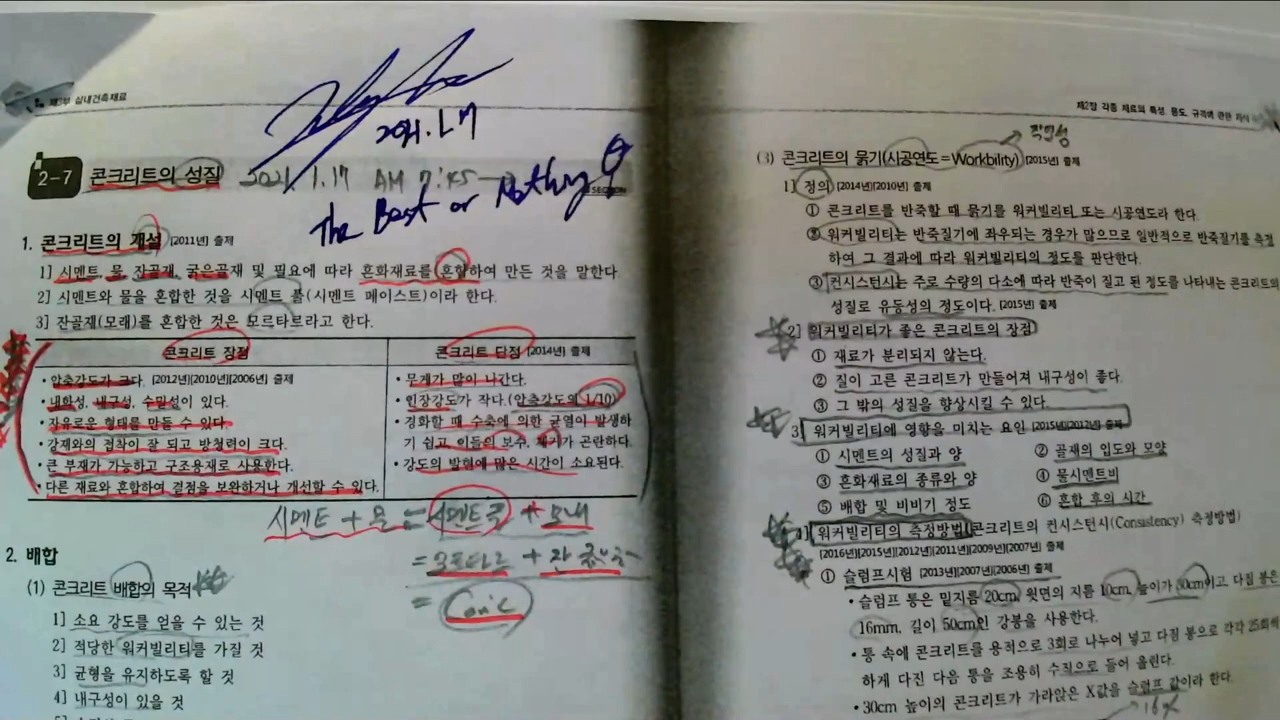 제3부 실내건축재료
2021.1.17
2-7 콘크리트의 성질 2021 1.17 AM 7:45
SECTION
The Best or Nothing
1. 콘크리트의 개설 [2011년] 출제
1] 시멘트, 물, 잔골재, 굵은골재 및 필요에 따라 혼화재료를 혼합하여 만든 것을 말한다.
2] 시멘트와 물을 혼합한 것을 시멘트 풀(시멘트 페이스트)이라 한다.
3] 잔골재(모래)를 혼합한 것은 모르타르라고 한다.
콘크리트 장점
• 압축강도가 크다. [2012년][2010년][2006년] 출제
• 내화성, 내구성, 수밀성이 있다.
• 자유로운 형태를 만들 수 있다.
• 강재와의 접착이 잘 되고 방청력이 크다.
• 큰 부재가 가능하고 구조용재로 사용한다.
• 다른 재료와 혼합하여 결점을 보완하거나 개선할 수 있다.
콘크리트 단점 [2014년] 출제
• 무게가 많이 나간다.
• 인장강도가 작다.(압축강도의 1/10)
• 경화할 때 수축에 의한 균열이 발생하
기 쉽고 이들의 보수, 제거가 곤란하다.
• 강도의 발현에 많은 시간이 소요된다.
시멘트 + 물 = 시멘트풀 + 모래
= 모르타르 + 잔
= Conc
2. 배합
(1) 콘크리트 배합의 목적
1] 소요 강도를 얻을 수 있는 것
2] 적당한 워커빌리티를 가질 것
3] 균형을 유지하도록 할 것
4] 내구성이 있을 것
제2장 각종 재료의 특성, 용도, 규격에 관한 지식
작업성
(3) 콘크리트의 묽기(시공연도=Workbility) [2015년] 출제
1] 정의 [2014년][2010년] 출제
① 콘크리트를 반죽할 때 묽기를 워커빌리티 또는 시공연도라 한다.
② 워커빌리티는 반죽질기에 좌우되는 경우가 많으므로 일반적으로 반죽질기를 측정
하여 그 결과에 따라 워커빌리티의 정도를 판단한다.
③ 컨시스턴시는 주로 수량의 다소에 따라 반죽이 질고 된 정도를 나타내는 콘크리트의
성질로 유동성의 정도이다. [2015년] 출제
2] 워커빌리티가 좋은 콘크리트의 장점
① 재료가 분리되지 않는다.
② 질이 고른 콘크리트가 만들어져 내구성이 좋다.
③ 그 밖의 성질을 향상시킬 수 있다.
3] 워커빌리티에 영향을 미치는 요인 [2015년][2012년] 출제
① 시멘트의 성질과 양 ② 골재의 입도와 모양
③ 혼화재료의 종류와 양 ④ 물시멘트비
⑤ 배합 및 비비기 정도 ⑥ 혼합 후의 시간
4] 워커빌리티의 측정방법(콘크리트의 컨시스턴시(Consistency) 측정방법)
[2016년][2015년][2012년][2011년][2009년][2007년] 출제
① 슬럼프시험 [2013년][2007년][2006년] 출제
• 슬럼프 통은 밑지름 20cm, 윗면의 지름 10cm, 높이가 30cm이고 다짐 봉은
16mm, 길이 50cm인 강봉을 사용한다.
• 통 속에 콘크리트를 용적으로 3회로 나누어 넣고 다짐 봉으로 각각 25회씩
하게 다진 다음 통을 조용히 수직으로 들어 올린다.
• 30cm 높이의 콘크리트가 가라앉은 X값을 슬럼프 값이라 한다.